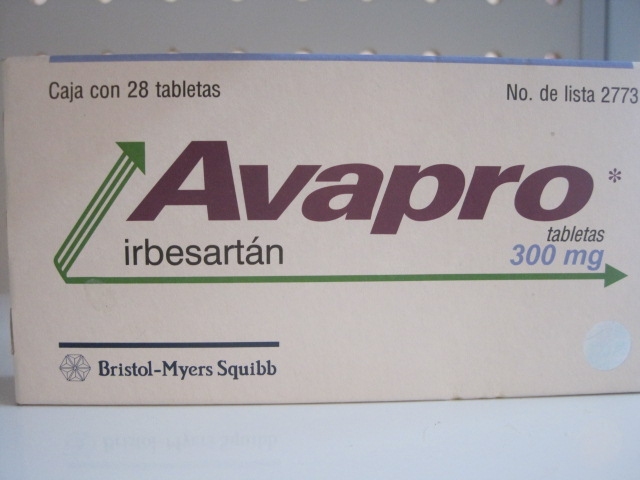 Caja con 28 tabletas
No. de lista 2773
Avapro*
tabletas
irbesartán
300 mg
Bristol-Myers Squibb